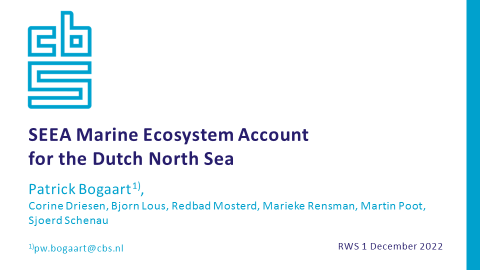 cbs
SEEA Marine Ecosystem Account
for the Dutch North Sea
Patrick Bogaart1),
Corine Driesen, Bjorn Lous, Redbad Mosterd, Marieke Rensman, Martin Poot,
Sjoerd Schenau
1)pw.bogaart@cbs.nl
RWS 1 December 2022